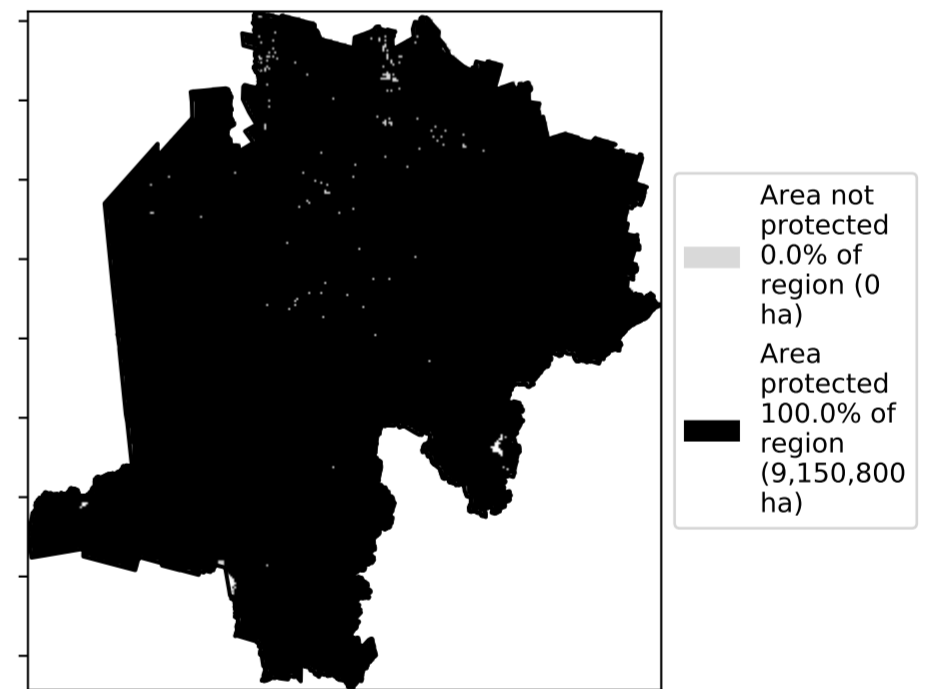 Area not
protected
0.0% of
region (0
ha)
Area
protected
100.0% of
region
(9,150,800
ha)